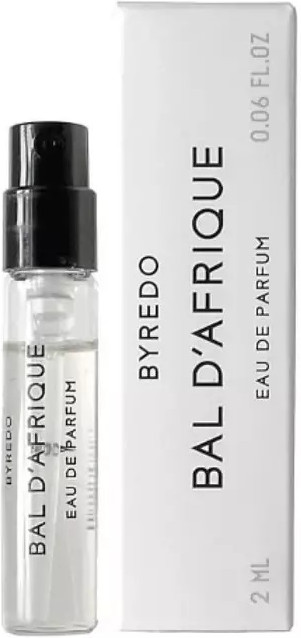 BYREDO
BAL D'AFRIQUE
EAU DE PARFUM
BYREDO
BAL D'AFRIQUE
EAU DE PARFUM
2 ML
0.06 FL.OZ